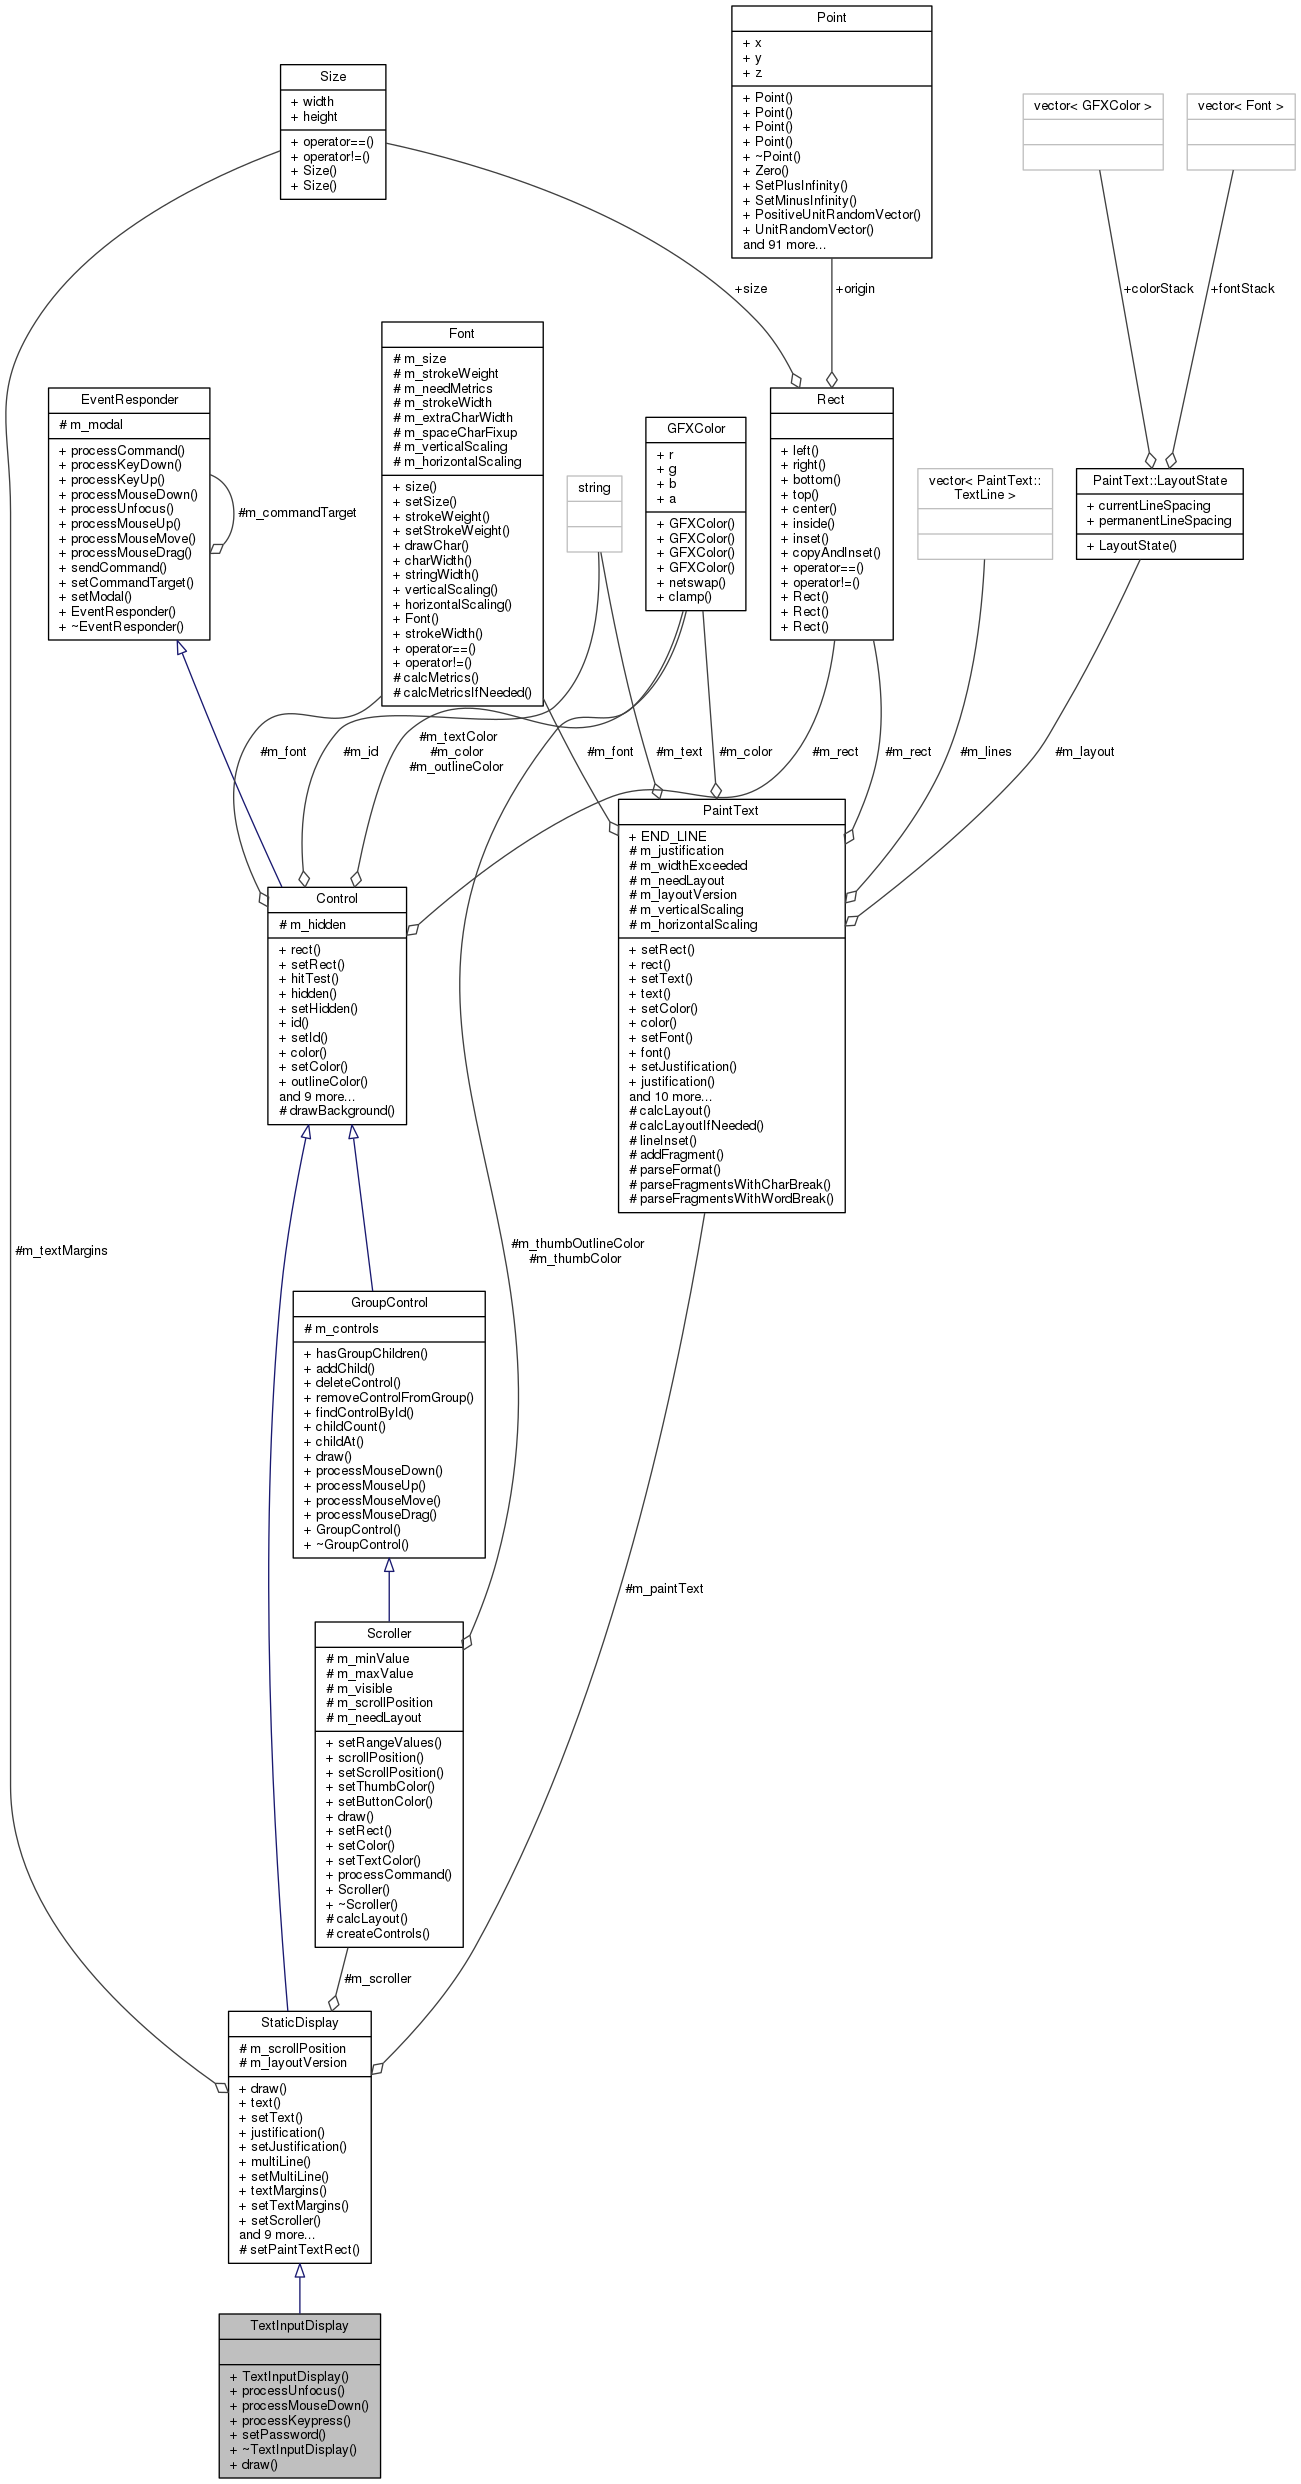 Point
+ x
+ y
+ z
+ Point()
+ Point()
+ Point()
+ Point()
+ ~Point()
+ Zero()
+ SetPlusInfinity()
+ SetMinusInfinity()
+ PositiveUnitRandomVector()
+ UnitRandomVector()
and 91 more...
Size
+ width
+ height
+ operator==()
+ operator!=()
+ Size()
+ Size()
vector< GFXColor >
vector< Font >
+size
+origin
+colorStack
+fontStack
Font
# m_size
# m_strokeWeight
# m_needMetrics
# m_strokeWidth
# m_extraCharWidth
# m_spaceCharFixup
# m_verticalScaling
# m_horizontalScaling
+ size()
+ setSize()
+ strokeWeight()
+ setStrokeWeight()
+ drawChar()
+ charWidth()
+ stringWidth()
+ verticalScaling()
+ horizontalScaling()
+ Font()
+ strokeWidth()
+ operator==()
+ operator!=()
# calcMetrics()
# calcMetricsIfNeeded()
EventResponder
# m_modal
+ processCommand()
+ processKeyDown()
+ processKeyUp()
+ processMouseDown()
+ processUnfocus()
+ processMouseUp()
+ processMouseMove()
+ processMouseDrag()
+ sendCommand()
+ setCommandTarget()
+ setModal()
+ EventResponder()
+ ~EventResponder()
#m_commandTarget
string
GFXColor
+ r
+ g
+ b
+ a
+ GFXColor()
+ GFXColor()
+ GFXColor()
+ GFXColor()
+ netswap()
+ clamp()
Rect
+ left()
+ right()
+ bottom()
+ top()
+ center()
+ inside()
+ inset()
+ copyAndInset()
+ operator==()
+ operator!=()
+ Rect()
+ Rect()
+ Rect()
vector< PaintText::
TextLine >
PaintText::LayoutState
+ currentLineSpacing
+ permanentLineSpacing
+ LayoutState()
#m_font
#m_id
#m_textColor
#m_color
#m_outlineColor
#m_font
#m_text
#m_color
#m_rect
#m_rect
#m_lines
#m_layout
PaintText
+ END_LINE
# m_justification
# m_widthExceeded
# m_needLayout
# m_layoutVersion
# m_verticalScaling
# m_horizontalScaling
+ setRect()
+ rect()
+ setText()
+ text()
+ setColor()
+ color()
+ setFont()
+ font()
+ setJustification()
+ justification()
and 10 more...
# calcLayout()
# calcLayoutIfNeeded()
# lineInset()
# addFragment()
# parseFormat()
# parseFragmentsWithCharBreak()
# parseFragmentsWithWordBreak()
Control
# m_hidden
+ rect()
+ setRect()
+ hitTest()
+ hidden()
+ setHidden()
+ id()
+ setId()
+ color()
+ setColor()
+ outlineColor()
and 9 more...
# drawBackground()
#m_textMargins
#m_thumbOutlineColor
#m_thumbColor
GroupControl
# m_controls
+ hasGroupChildren()
+ addChild()
+ deleteControl()
+ removeControlFromGroup()
+ findControlById()
+ childCount()
+ childAt()
+ draw()
+ processMouseDown()
+ processMouseUp()
+ processMouseMove()
+ processMouseDrag()
+ GroupControl()
+ ~GroupControl()
#m_paintText
Scroller
# m_minValue
# m_maxValue
# m_visible
# m_scrollPosition
# m_needLayout
+ setRangeValues()
+ scrollPosition()
+ setScrollPosition()
+ setThumbColor()
+ setButtonColor()
+ draw()
+ setRect()
+ setColor()
+ setTextColor()
+ processCommand()
+ Scroller()
+ ~Scroller()
# calcLayout()
# createControls()
#m_scroller
StaticDisplay
# m_scrollPosition
# m_layoutVersion
+ draw()
+ text()
+ setText()
+ justification()
+ setJustification()
+ multiLine()
+ setMultiLine()
+ textMargins()
+ setTextMargins()
+ setScroller()
and 9 more...
# setPaintTextRect()
TextInputDisplay
+ TextInputDisplay()
+ processUnfocus()
+ processMouseDown()
+ processKeypress()
+ setPassword()
+ ~TextInputDisplay()
+ draw()